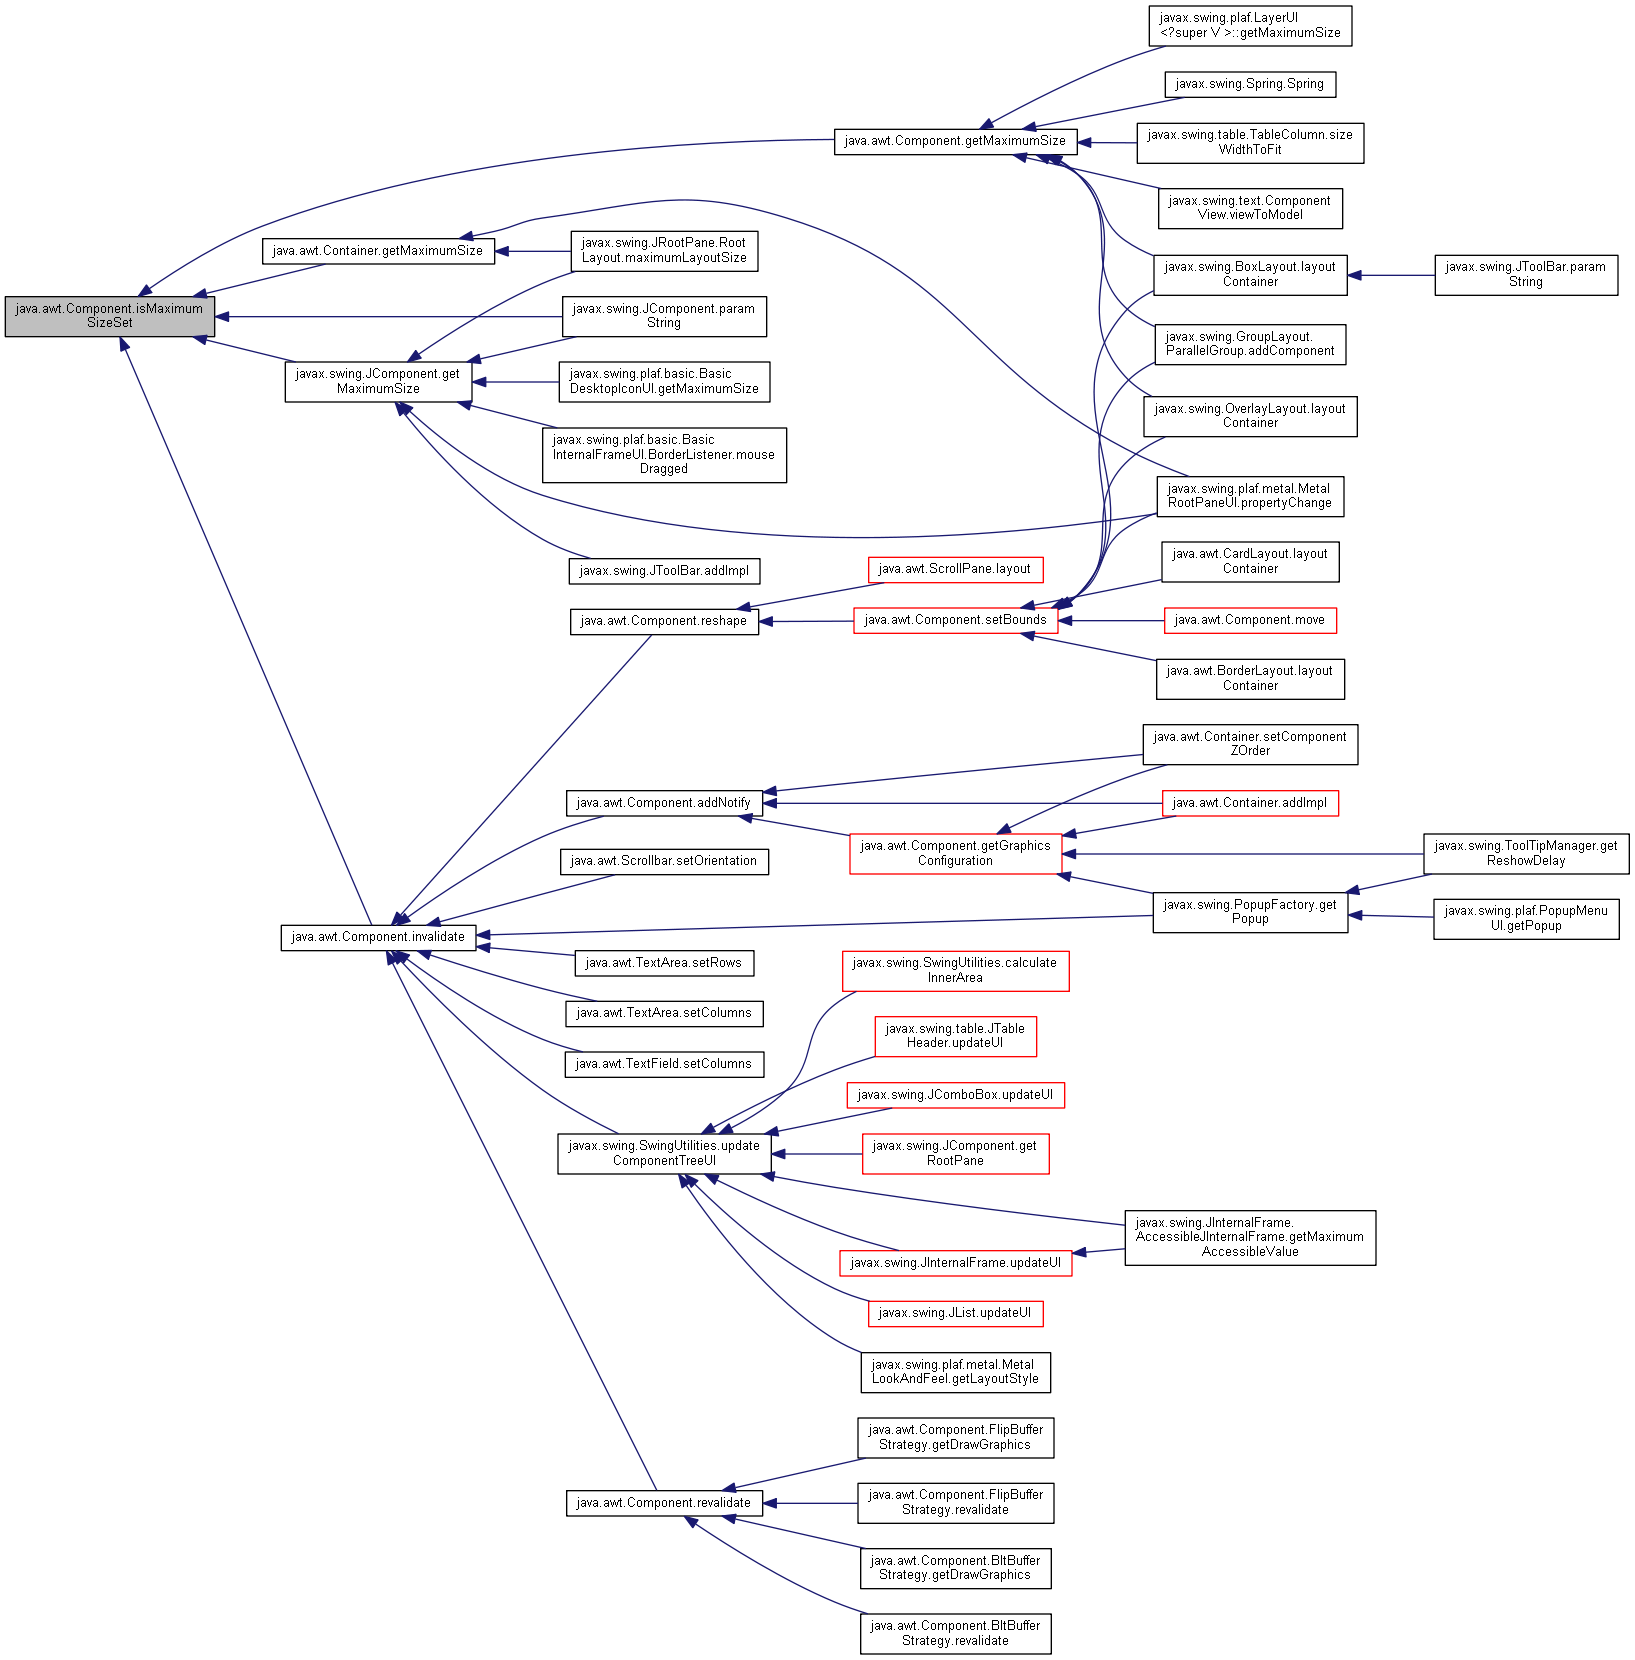 javax.swing.plaf.LayerUI
<?super V >::getMaximumSize
javax.swing.Spring.Spring
javax.swing.table.TableColumn.size
WidthToFit
java.awt.Component.getMaximumSize
javax.swing.text.Component
View.viewToModel
java.awt.Container.getMaximumSize
javax.swing.JRootPane.Root
Layout.maximumLayoutSize
javax.swing.BoxLayout.layout
Container
javax.swing.JToolBar.param
String
java.awt.Component.isMaximum
SizeSet
javax.swing.JComponent.param
String
javax.swing.GroupLayout.
ParallelGroup.addComponent
javax.swing.JComponent.get
MaximumSize
javax.swing.plaf.basic.Basic
DesktopIconUI.getMaximumSize
javax.swing.OverlayLayout.layout
Container
javax.swing.plaf.basic.Basic
InternalFrameUI.BorderListener.mouse
Dragged
javax.swing.plaf.metal.Metal
RootPaneUI.propertyChange
javax.swing.JToolBar.addImpl
java.awt.ScrollPane.layout
java.awt.CardLayout.layout
Container
java.awt.Component.reshape
java.awt.Component.setBounds
java.awt.Component.move
java.awt.BorderLayout.layout
Container
java.awt.Container.setComponent
ZOrder
java.awt.Component.addNotify
java.awt.Container.addImpl
java.awt.Component.getGraphics
Configuration
javax.swing.ToolTipManager.get
ReshowDelay
java.awt.Scrollbar.setOrientation
javax.swing.PopupFactory.get
Popup
javax.swing.plaf.PopupMenu
UI.getPopup
java.awt.Component.invalidate
java.awt.TextArea.setRows
javax.swing.SwingUtilities.calculate
InnerArea
java.awt.TextArea.setColumns
javax.swing.table.JTable
Header.updateUI
java.awt.TextField.setColumns
javax.swing.JComboBox.updateUI
javax.swing.SwingUtilities.update
ComponentTreeUI
javax.swing.JComponent.get
RootPane
javax.swing.JInternalFrame.
AccessibleJInternalFrame.getMaximum
AccessibleValue
javax.swing.JInternalFrame.updateUI
javax.swing.JList.updateUI
javax.swing.plaf.metal.Metal
LookAndFeel.getLayoutStyle
java.awt.Component.FlipBuffer
Strategy.getDrawGraphics
java.awt.Component.revalidate
java.awt.Component.FlipBuffer
Strategy.revalidate
java.awt.Component.BltBuffer
Strategy.getDrawGraphics
java.awt.Component.BltBuffer
Strategy.revalidate